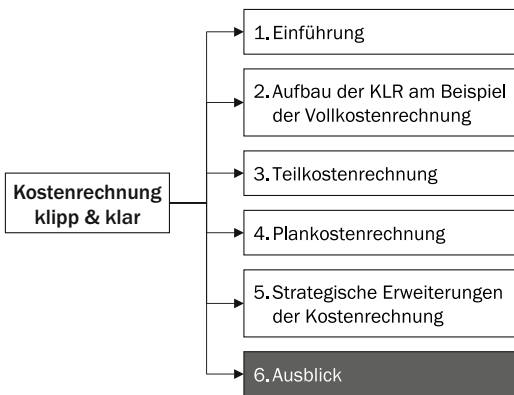 Kostenrechnung
klipp & klar
1. Einführung
2. Aufbau der KLR am Beispiel
der Vollkostenrechnung
3. Teilkostenrechnung
4. Plankostenrechnung
5. Strategische Erweiterungen
der Kostenrechnung
6. Ausblick